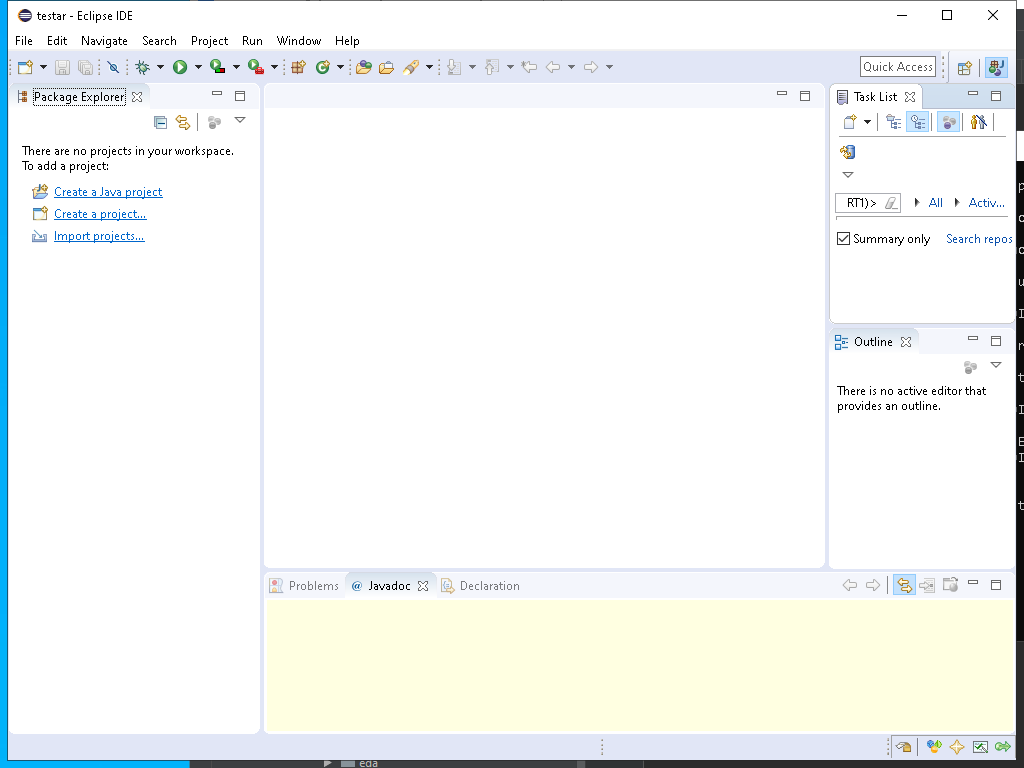 testar - Eclipse IDE
File Edit Navigate Search Project Run Window Help
Quick Access
Package Explorer
There are no projects in your workspace.
To add a project:
Create a Java project
Create a project...
Import projects...
Task List
RT1)> All Activ...
Summary only Search repos
Outline
There is no active editor that
provides an outline.
Problems @ Javadoc Declaration
eda